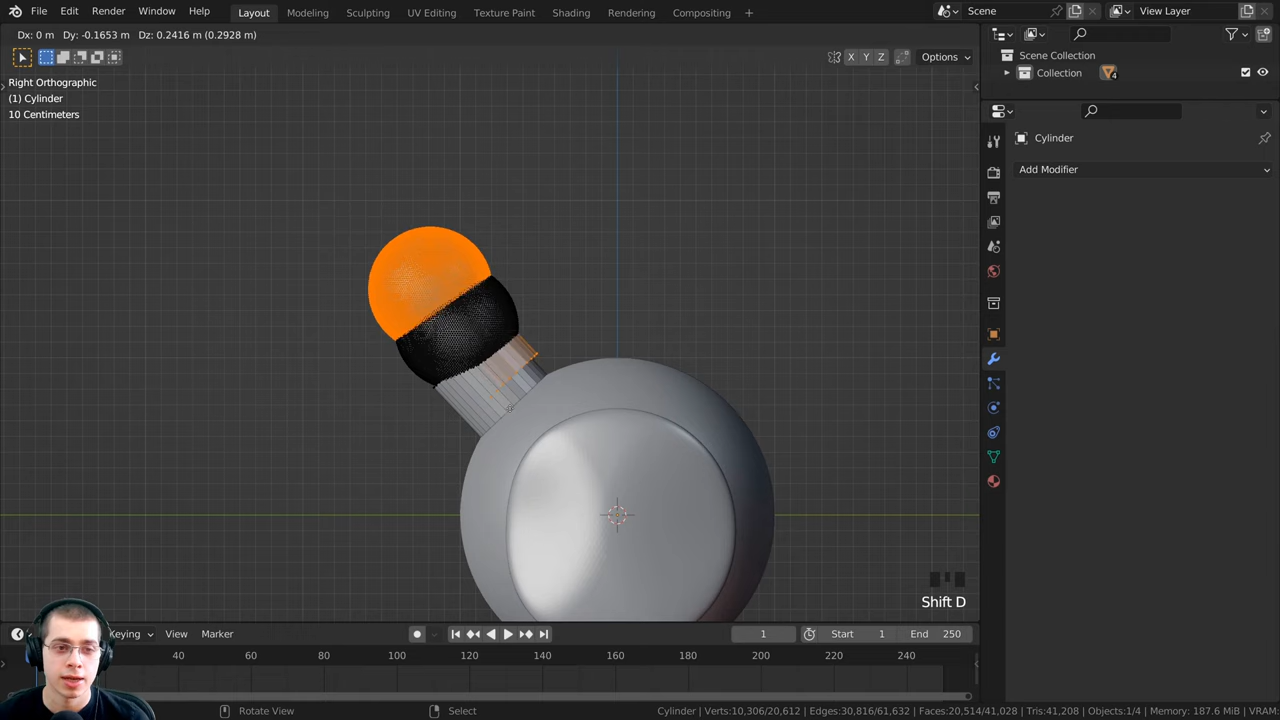 File Edit Render Window Help Layout Modeling Sculpting UV Editing Texture Paint Shading Rendering Compositing + Scene View Layer
Dx: 0 m Dy: -0.1653 m Dz: 0.2416 m (0.2928 m)
X Y Z Options
Right Orthographic
(1) Cylinder
10 Centimeters
Scene Collection
Collection 4
Cylinder
Add Modifier
Shift D
Keying View Marker 1 Start 1 End 250
40 60 80 100 120 140 160 180 200 220 240
Rotate View Select Cylinder | Verts:10,306/20,612 | Edges:30,816/61,632 | Faces:20,514/41,028 | Tris:41,208 | Objects:1/4 | Memory: 187.6 MiB | VRAM: